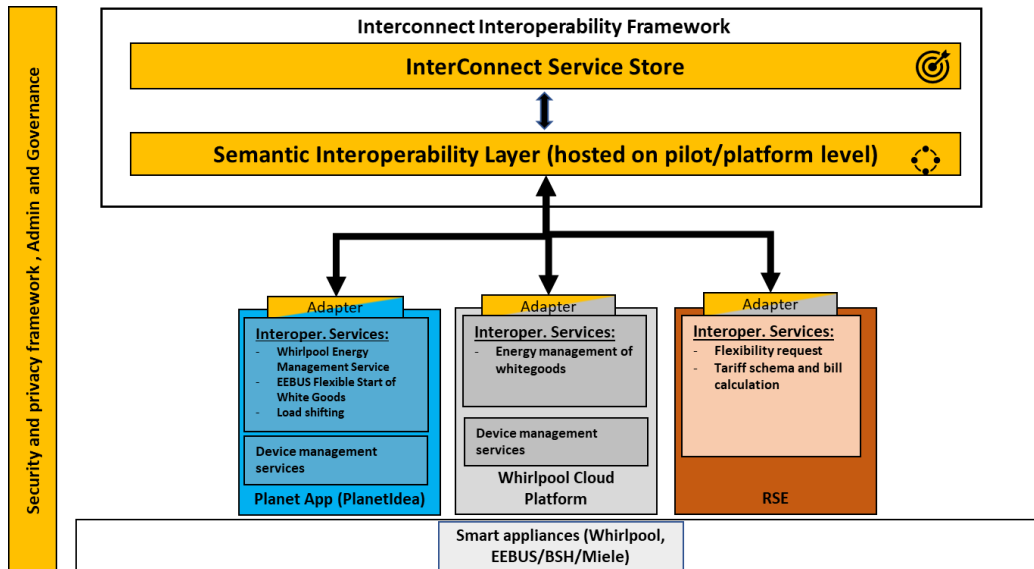 Security and privacy framework , Admin and Governance
Interconnect Interoperability Framework
InterConnect Service Store
Semantic Interoperability Layer (hosted on pilot/platform level)
Adapter
Interoper. Services:
- Whirlpool Energy
Management Service
- EEBUS Flexible Start of
White Goods
- Load shifting
Device management
services
Planet App (PlanetIdea)
Adapter
Interoper. Services:
- Energy management of
whitegoods
Device management
services
Whirlpool Cloud
Platform
Adapter
Interoper. Services:
- Flexibility request
- Tariff schema and bill
calculation
RSE
Smart appliances (Whirlpool,
EEBUS/BSH/Miele)